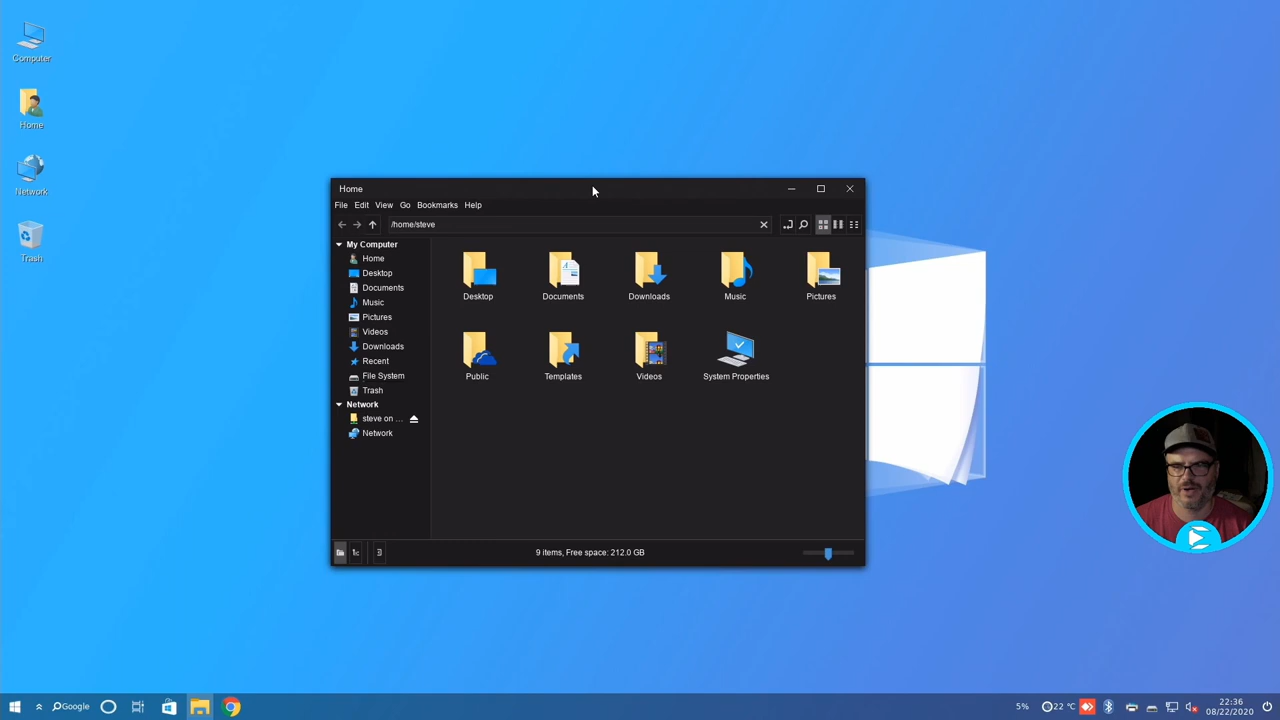 Computer
Home
Network
Trash
Home
File Edit View Go Bookmarks Help
/home/steve
My Computer
Home
Desktop
Documents
Music
Pictures
Videos
Downloads
Recent
File System
Trash
Network
steve on ...
Network
Desktop Documents Downloads Music Pictures
Public Templates Videos System Properties
9 items, Free space: 212.0 GB
Google
5%
22 °C
22:36
08/22/2020